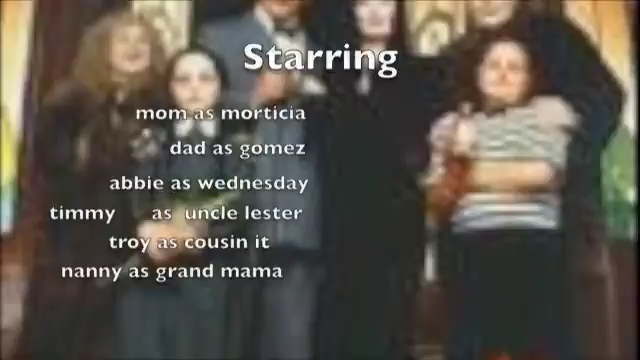 Starring
mom as morticia
dad as gomez
abbie as wednesday
timmy as uncle lester
troy as cousin it
nanny as grand mama